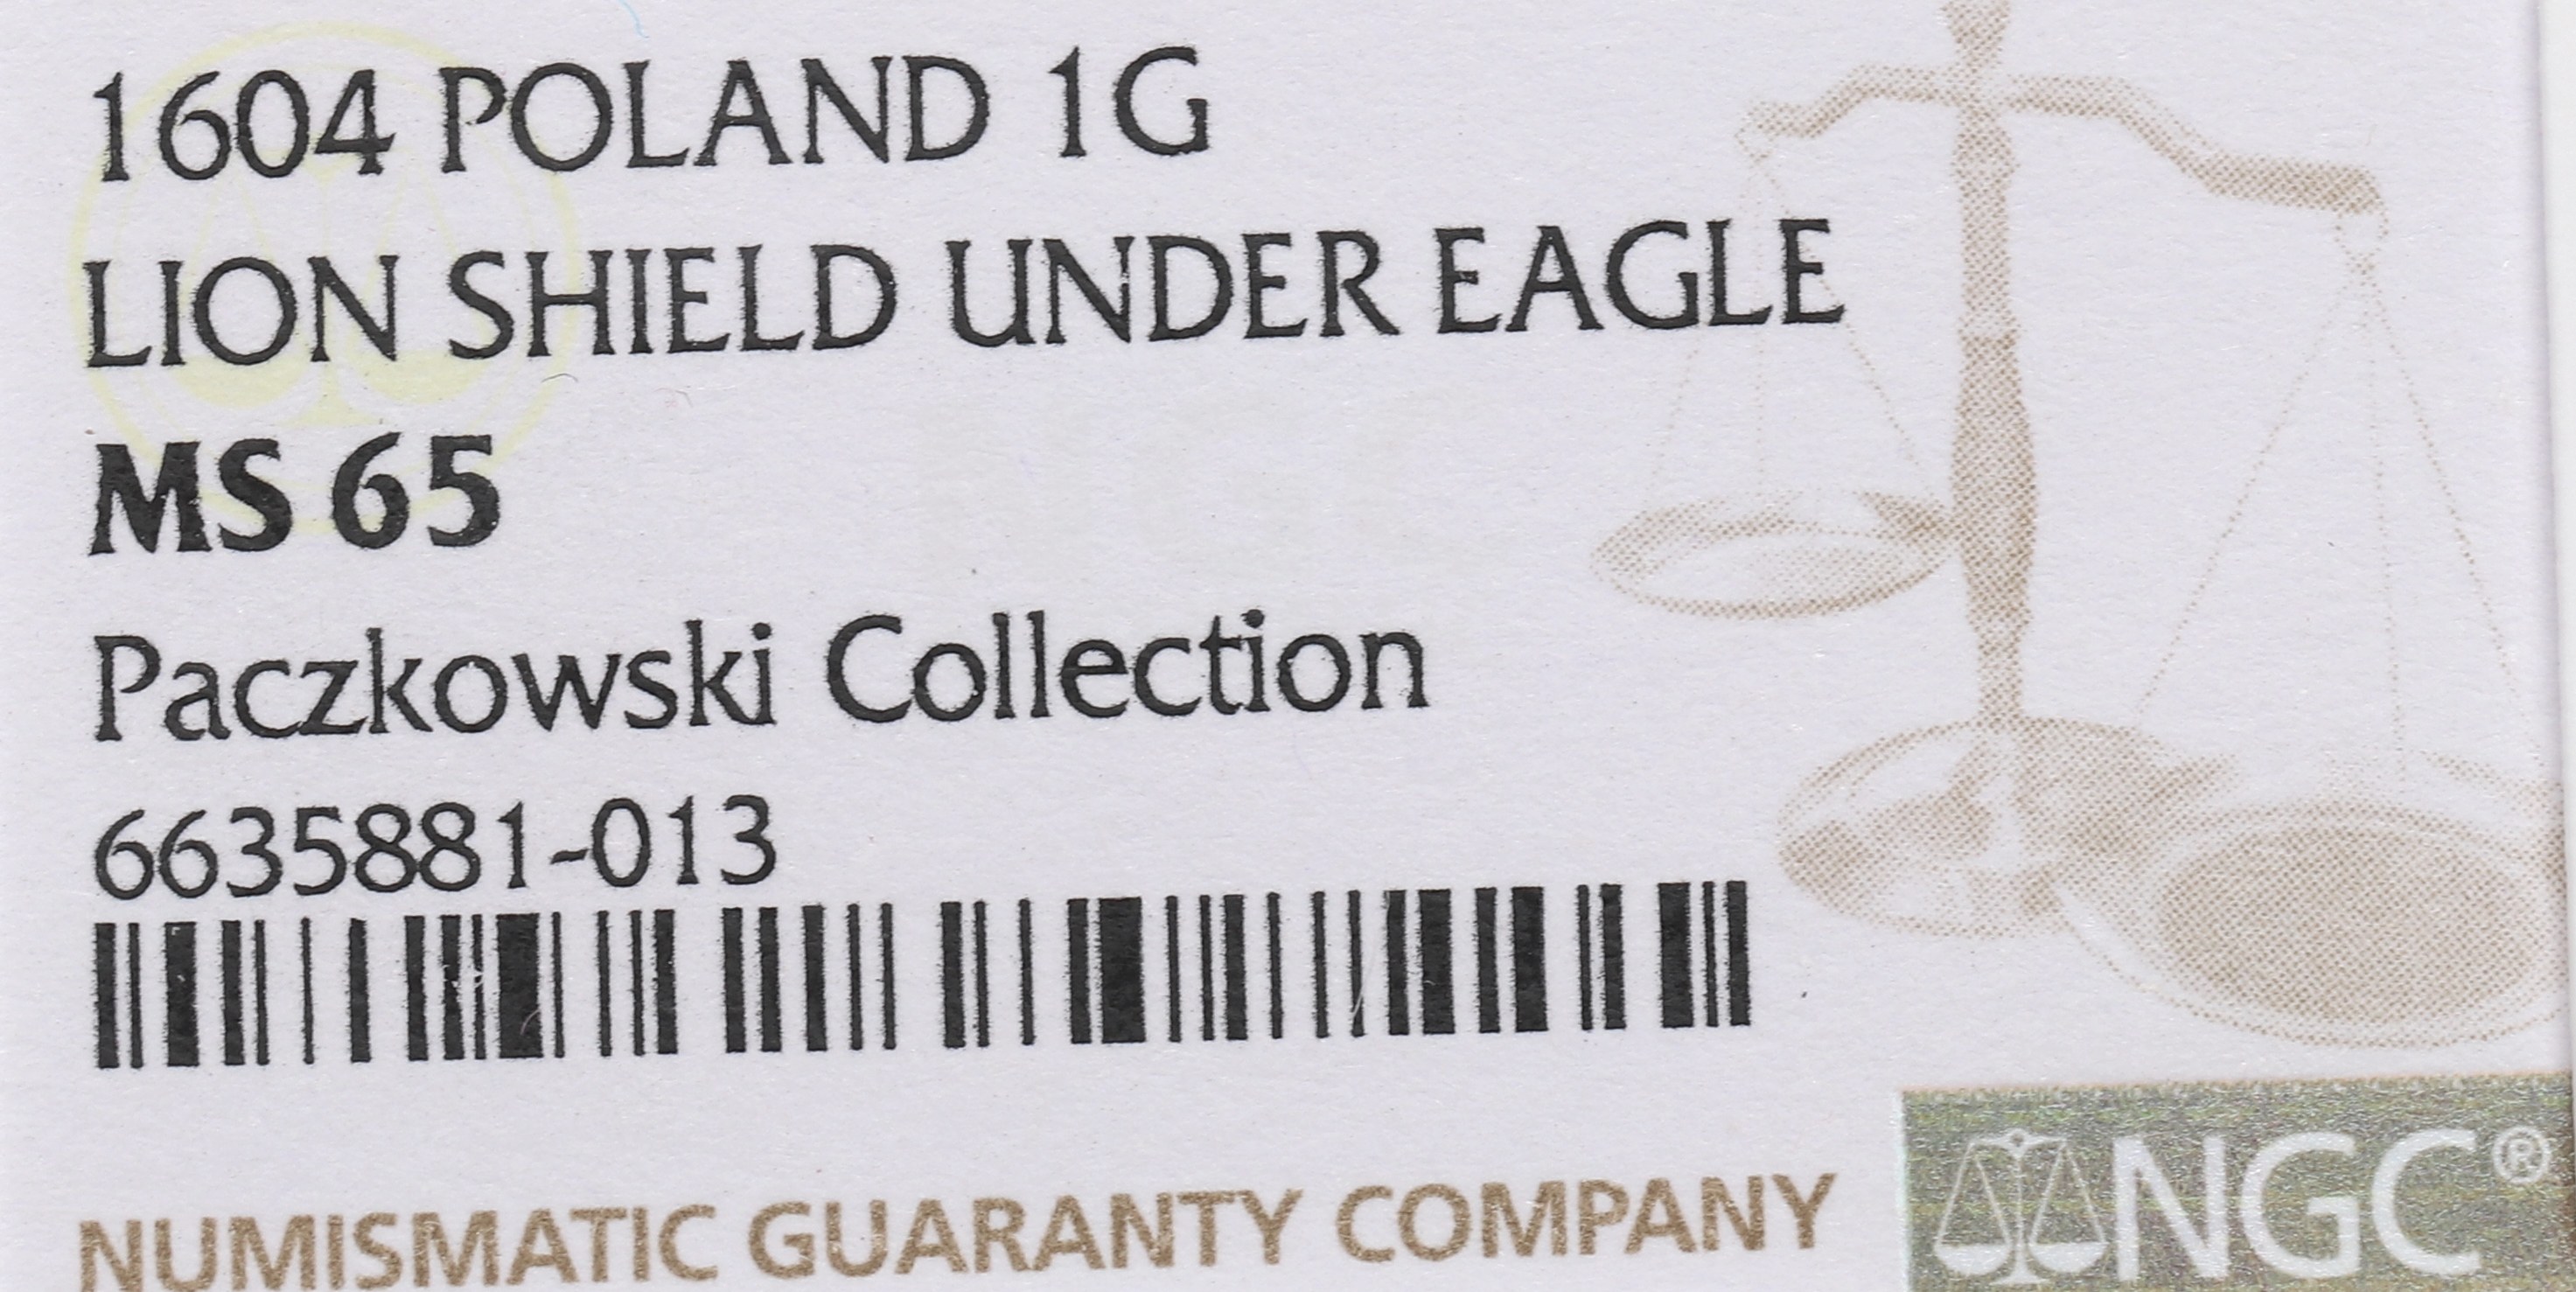 1604 POLAND 1G
LION SHIELD UNDER EAGLE
MS 65
Paczkowski Collection
6635881-013
NUMISMATIC GUARANTY COMPANY
NGC®